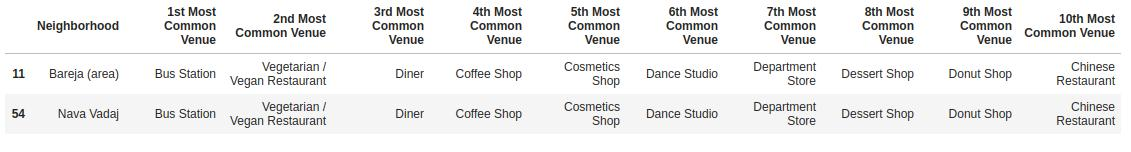 Neighborhood 1st Most Common Venue 2nd Most Common Venue 3rd Most Common Venue 4th Most Common Venue 5th Most Common Venue 6th Most Common Venue 7th Most Common Venue 8th Most Common Venue 9th Most Common Venue 10th Most Common Venue
11 Bareja (area) Bus Station Vegetarian / Vegan Restaurant Diner Coffee Shop Cosmetics Shop Dance Studio Department Store Dessert Shop Donut Shop Chinese Restaurant
54 Nava Vadaj Bus Station Vegetarian / Vegan Restaurant Diner Coffee Shop Cosmetics Shop Dance Studio Department Store Dessert Shop Donut Shop Chinese Restaurant